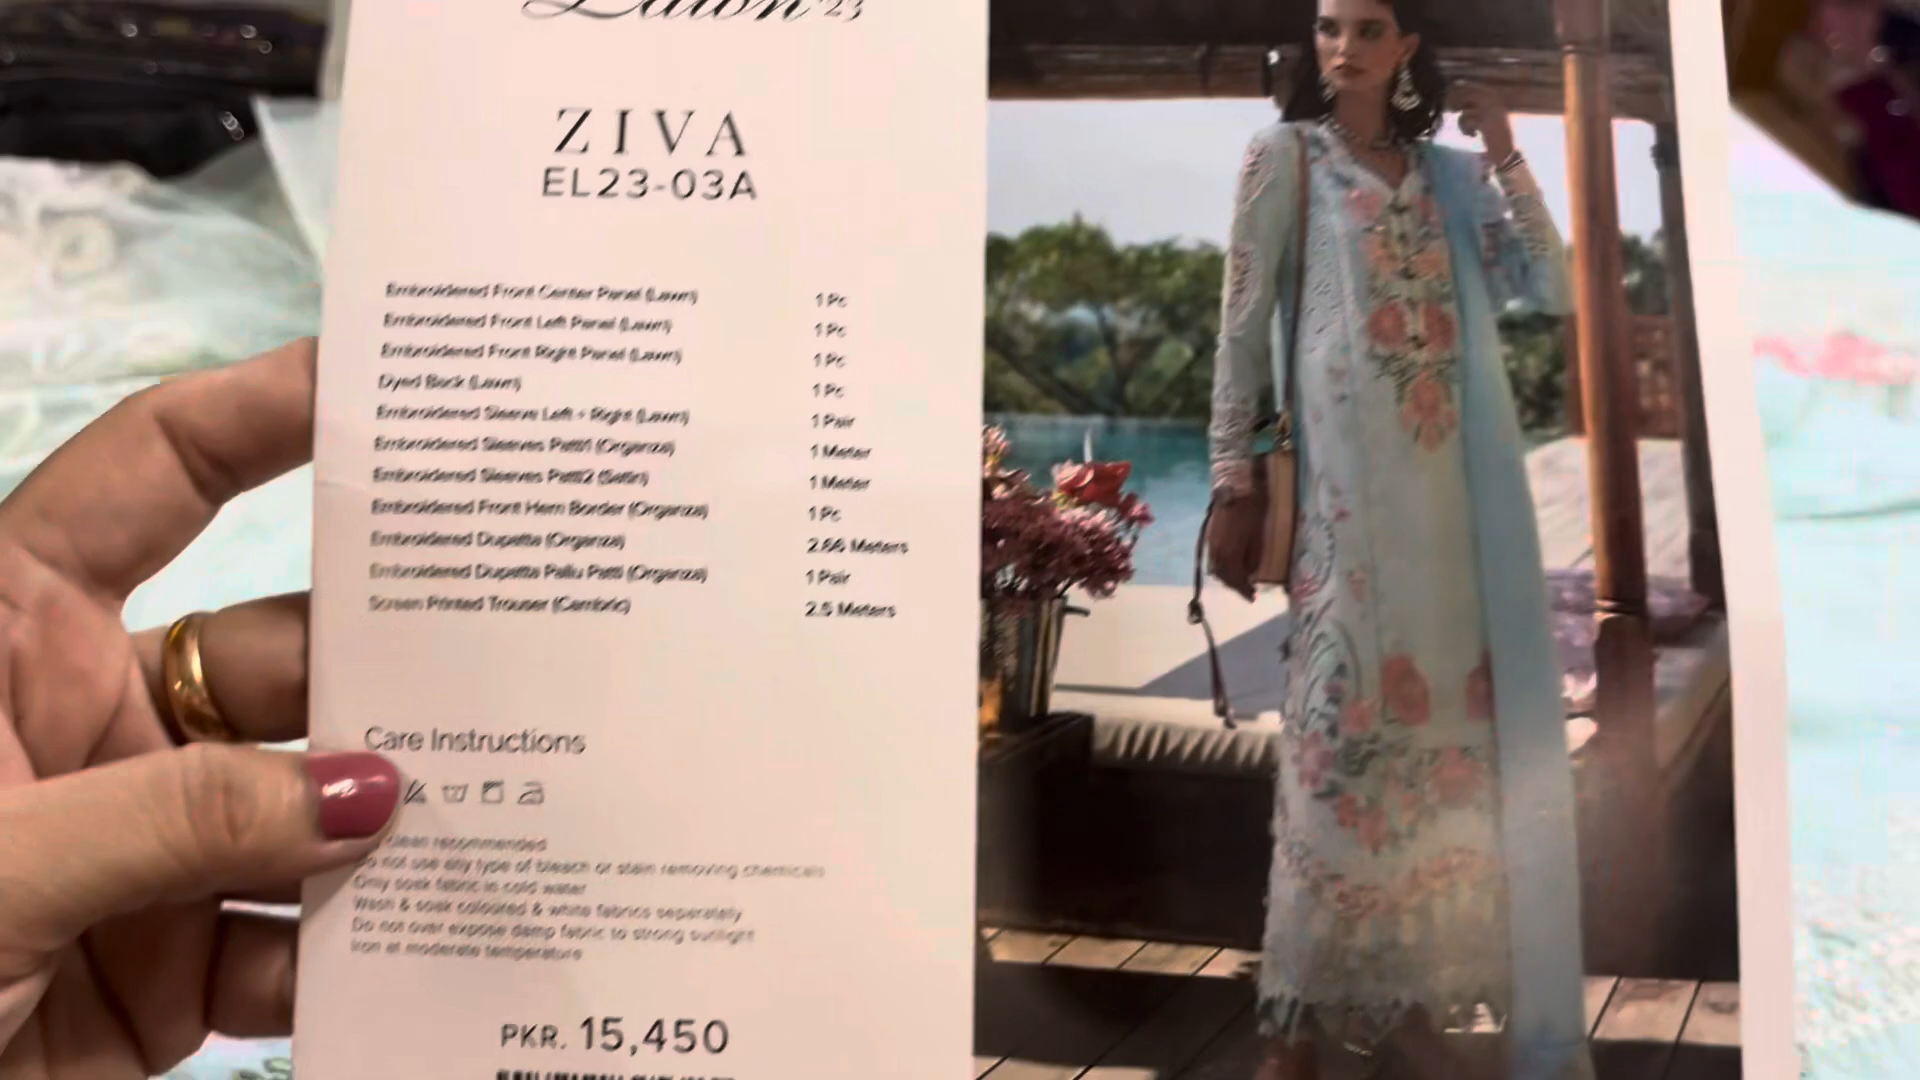 Lawn '23
ZIVA
EL23-03A
Embroidered Front Center Panel (Lawn) 1 Pc
Embroidered Front Left Panel (Lawn) 1 Pc
Embroidered Front Right Panel (Lawn) 1 Pc
Dyed Back (Lawn) 1 Pc
Embroidered Sleeve Left + Right (Lawn) 1 Pair
Embroidered Sleeves Patti1 (Organza) 1 Meter
Embroidered Sleeves Patti2 (Satin) 1 Meter
Embroidered Front Hem Border (Organza) 1 Pc
Embroidered Dupatta (Organza) Meters
Embroidered Dupatta Pallu Patti (Organza) 1 Pair
Screen Printed Trouser (Cambric) 2.5 Meters
Care Instructions
clean recommended
Do not use any type of bleach or stain removing chemicals
Only soak fabric in cold water
Wash & soak coloured & white fabrics seperately
Do not over expose damp fabric to strong sunlight
Iron at moderate temperature
PKR. 15,450